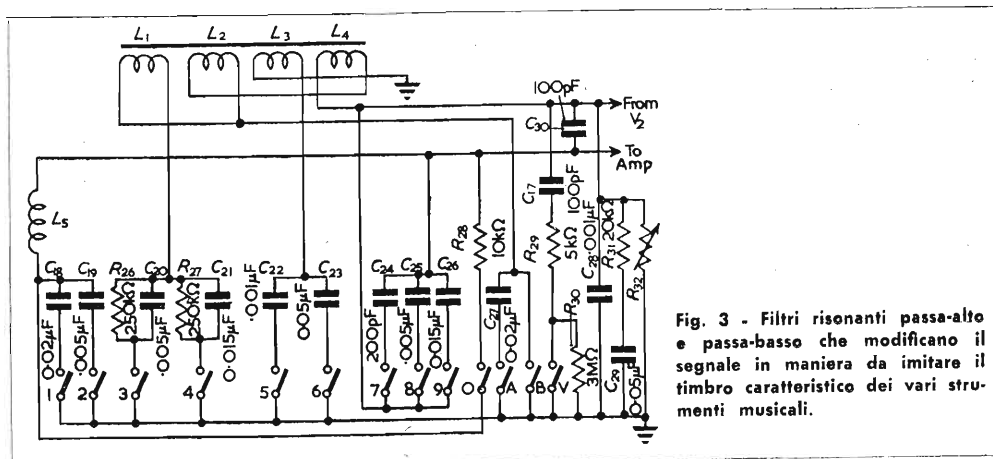 L1 L2 L3 L4
100pF
From
V2
C30
To
Amp
L5
C17
100pF
R28
10kΩ
R29
5kΩ
C28 .001µF
R31 20kΩ
R32
C18 C19 R26 C20 R27 C21 C22 C23 C24 C25 C26
0.02µF
.005µF
250kΩ
.005µF
250kΩ
0.015µF
.001µF
.005µF
200pF
.005µF
.015µF
C27
0.02µF
R30
3MΩ
C29
0.05µF
1 2 3 4 5 6 7 8 9 O A B V
Fig. 3 - Filtri risonanti passa-alto
e passa-basso che modificano il
segnale in maniera da imitare il
timbro caratteristico dei vari stru-
menti musicali.